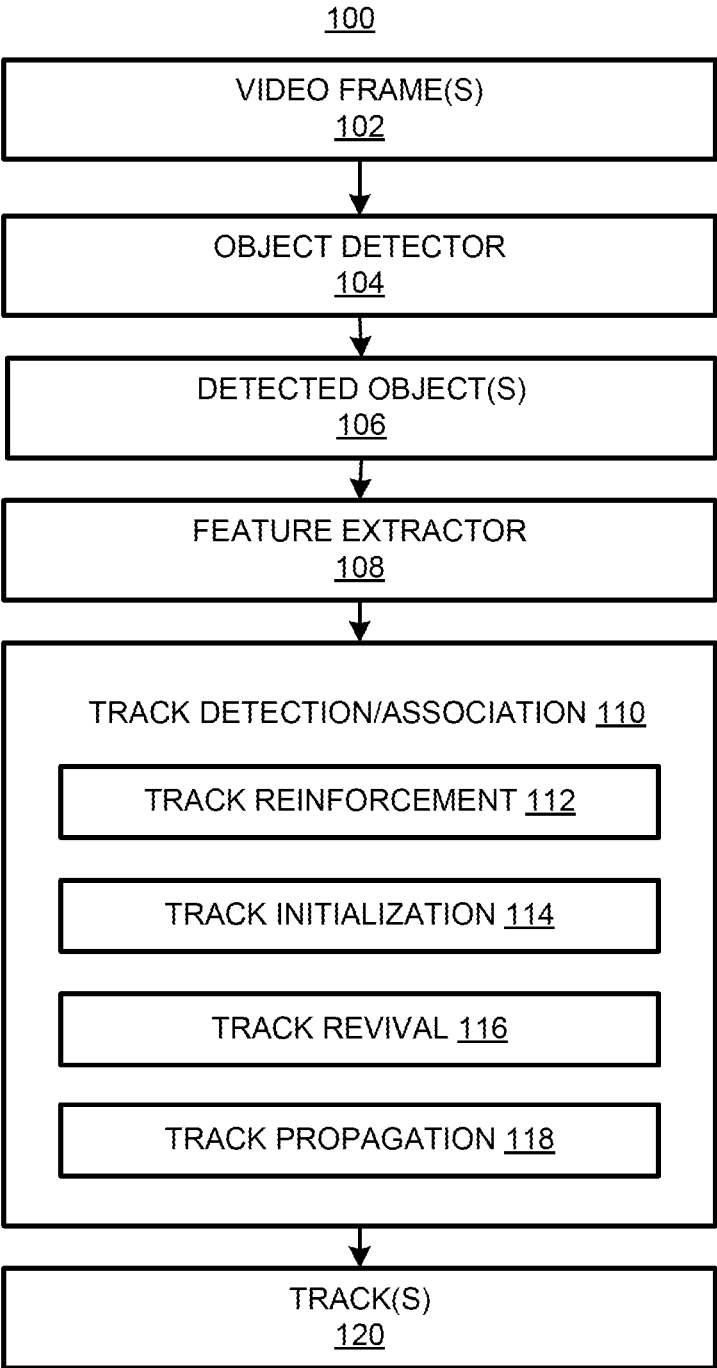 100
VIDEO FRAME(S)
102
OBJECT DETECTOR
104
DETECTED OBJECT(S)
106
FEATURE EXTRACTOR
108
TRACK DETECTION/ASSOCIATION 110
TRACK REINFORCEMENT 112
TRACK INITIALIZATION 114
TRACK REVIVAL 116
TRACK PROPAGATION 118
TRACK(S)
120